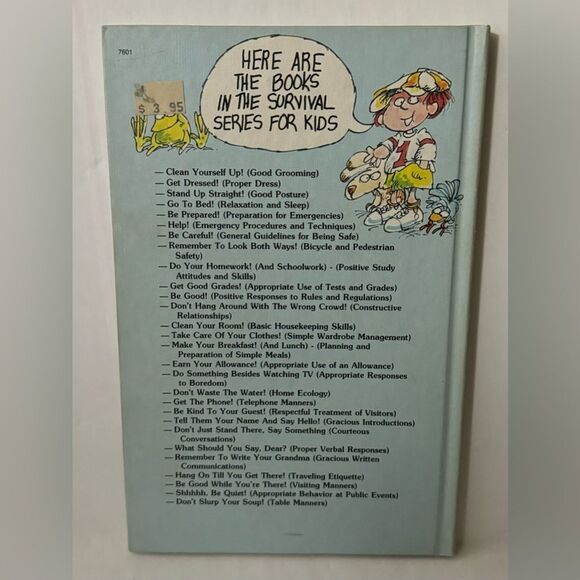 7601
HERE ARE
THE BOOKS
IN THE SURVIVAL
SERIES FOR KIDS
$ 3.95
1
— Clean Yourself Up! (Good Grooming)
— Get Dressed! (Proper Dress)
— Stand Up Straight! (Good Posture)
— Go To Bed! (Relaxation and Sleep)
— Be Prepared! (Preparation for Emergencies)
— Help! (Emergency Procedures and Techniques)
— Be Careful! (General Guidelines for Being Safe)
— Remember To Look Both Ways! (Bicycle and Pedestrian
Safety)
— Do Your Homework! (And Schoolwork) - (Positive Study
Attitudes and Skills)
— Get Good Grades! (Appropriate Use of Tests and Grades)
— Be Good! (Positive Responses to Rules and Regulations)
— Don't Hang Around With The Wrong Crowd! (Constructive
Relationships)
— Clean Your Room! (Basic Housekeeping Skills)
— Take Care Of Your Clothes! (Simple Wardrobe Management)
— Make Your Breakfast! (And Lunch) - (Planning and
Preparation of Simple Meals)
— Earn Your Allowance! (Appropriate Use of an Allowance)
— Do Something Besides Watching TV (Appropriate Responses
to Boredom)
— Don't Waste The Water! (Home Ecology)
— Get The Phone! (Telephone Manners)
— Be Kind To Your Guest! (Respectful Treatment of Visitors)
— Tell Them Your Name And Say Hello! (Gracious Introductions)
— Don't Just Stand There, Say Something (Courteous
Conversations)
— What Should You Say, Dear? (Proper Verbal Responses)
— Remember To Write Your Grandma (Gracious Written
Communications)
— Hang On Till You Get There! (Traveling Etiquette)
— Be Good While You're There! (Visiting Manners)
— Shhhhh, Be Quiet! (Appropriate Behavior at Public Events)
— Don't Slurp Your Soup! (Table Manners)